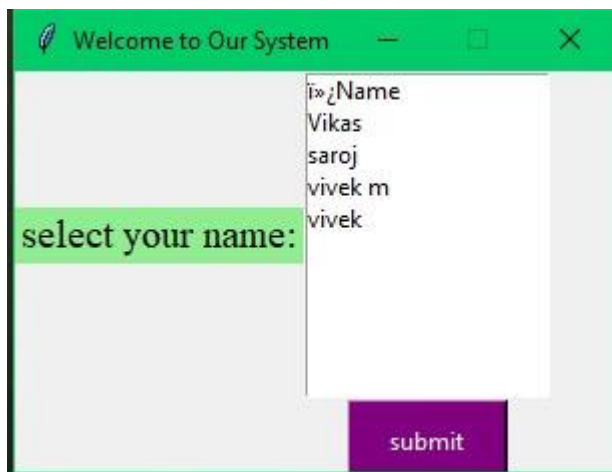 Welcome to Our System
ï»¿Name
Vikas
saroj
vivek m
vivek
select your name:
submit